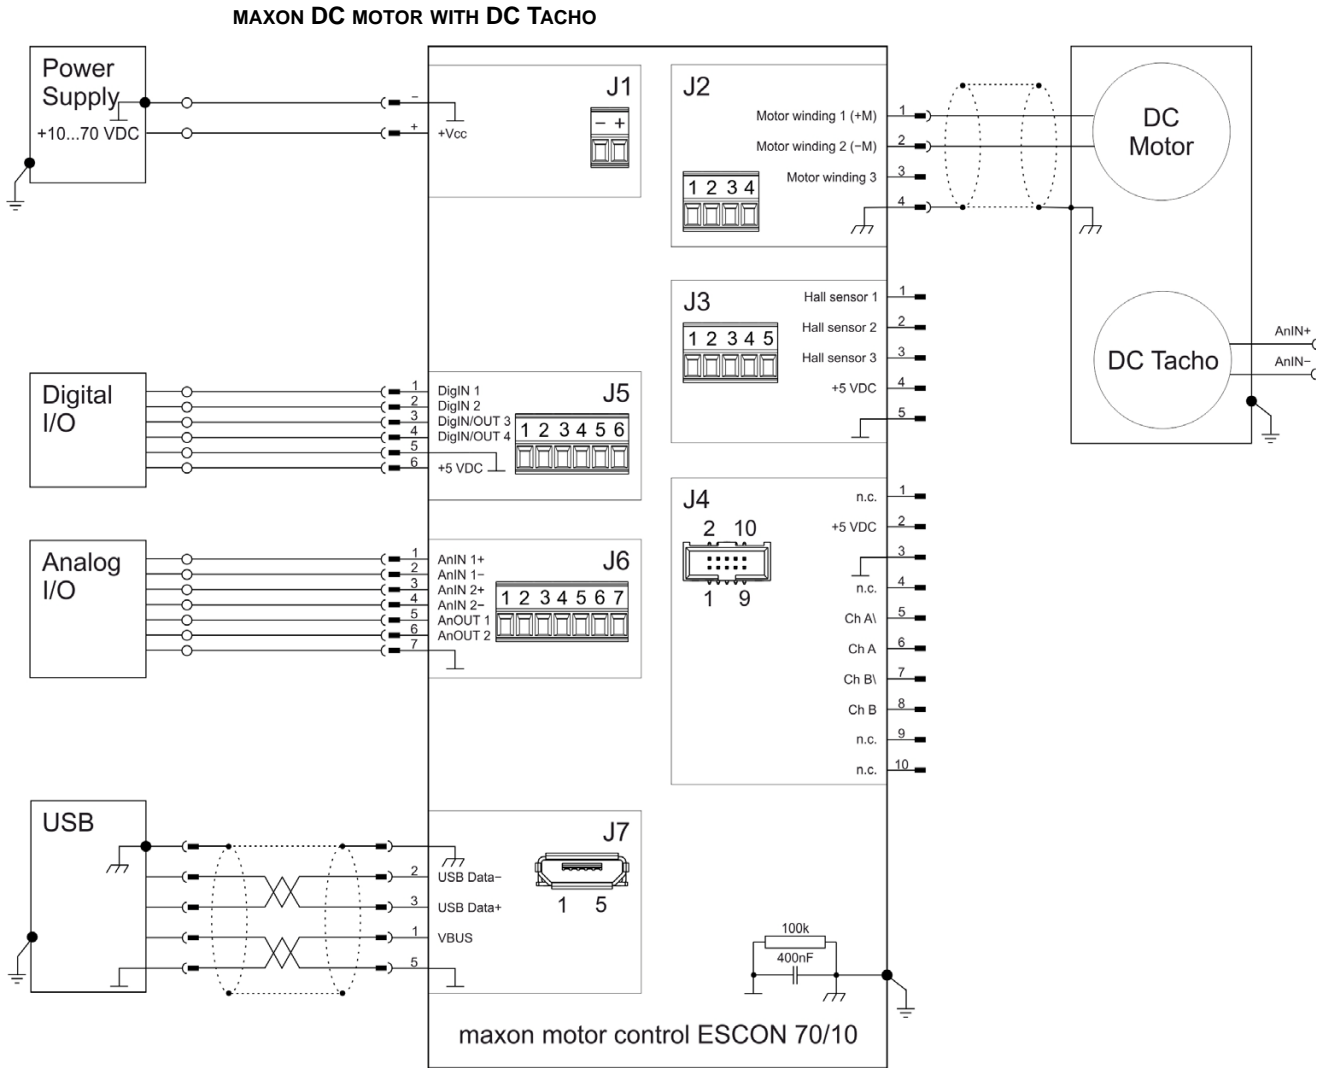 MAXON DC MOTOR WITH DC TACHO
Power
Supply
+10...70 VDC
−
+
+Vcc
J1
− +
J2
Motor winding 1 (+M)
1
Motor winding 2 (−M)
2
Motor winding 3
3
4
1 2 3 4
DC
Motor
J3
Hall sensor 1
1
Hall sensor 2
2
Hall sensor 3
3
+5 VDC
4
5
1 2 3 4 5
DC Tacho
AnIN+
AnIN−
Digital
I/O
1
DigIN 1
2
DigIN 2
3
DigIN/OUT 3
4
DigIN/OUT 4
5
6
+5 VDC
J5
1 2 3 4 5 6
J4
2 10
1 9
n.c.
1
+5 VDC
2
3
n.c.
4
Ch A\
5
Ch A
6
Ch B\
7
Ch B
8
n.c.
9
n.c.
10
Analog
I/O
1
AnIN 1+
2
AnIN 1−
3
AnIN 2+
4
AnIN 2−
5
AnOUT 1
6
AnOUT 2
7
J6
1 2 3 4 5 6 7
USB
2
USB Data−
3
USB Data+
1
VBUS
5
J7
1 5
100k
400nF
maxon motor control ESCON 70/10